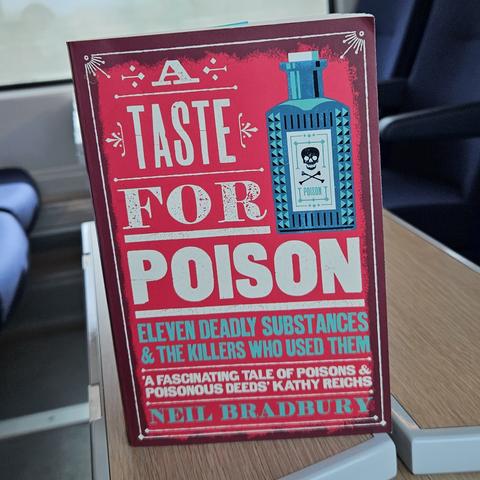 A
TASTE
FOR
POISON
POISON
ELEVEN DEADLY SUBSTANCES
& THE KILLERS WHO USED THEM
'A FASCINATING TALE OF POISONS &
POISONOUS DEEDS' KATHY REICHS
NEIL BRADBURY